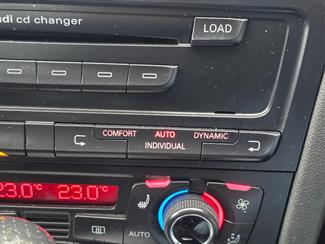 di cd changer
LOAD
COMFORT AUTO DYNAMIC
INDIVIDUAL
23.0° 23.0°
AUTO